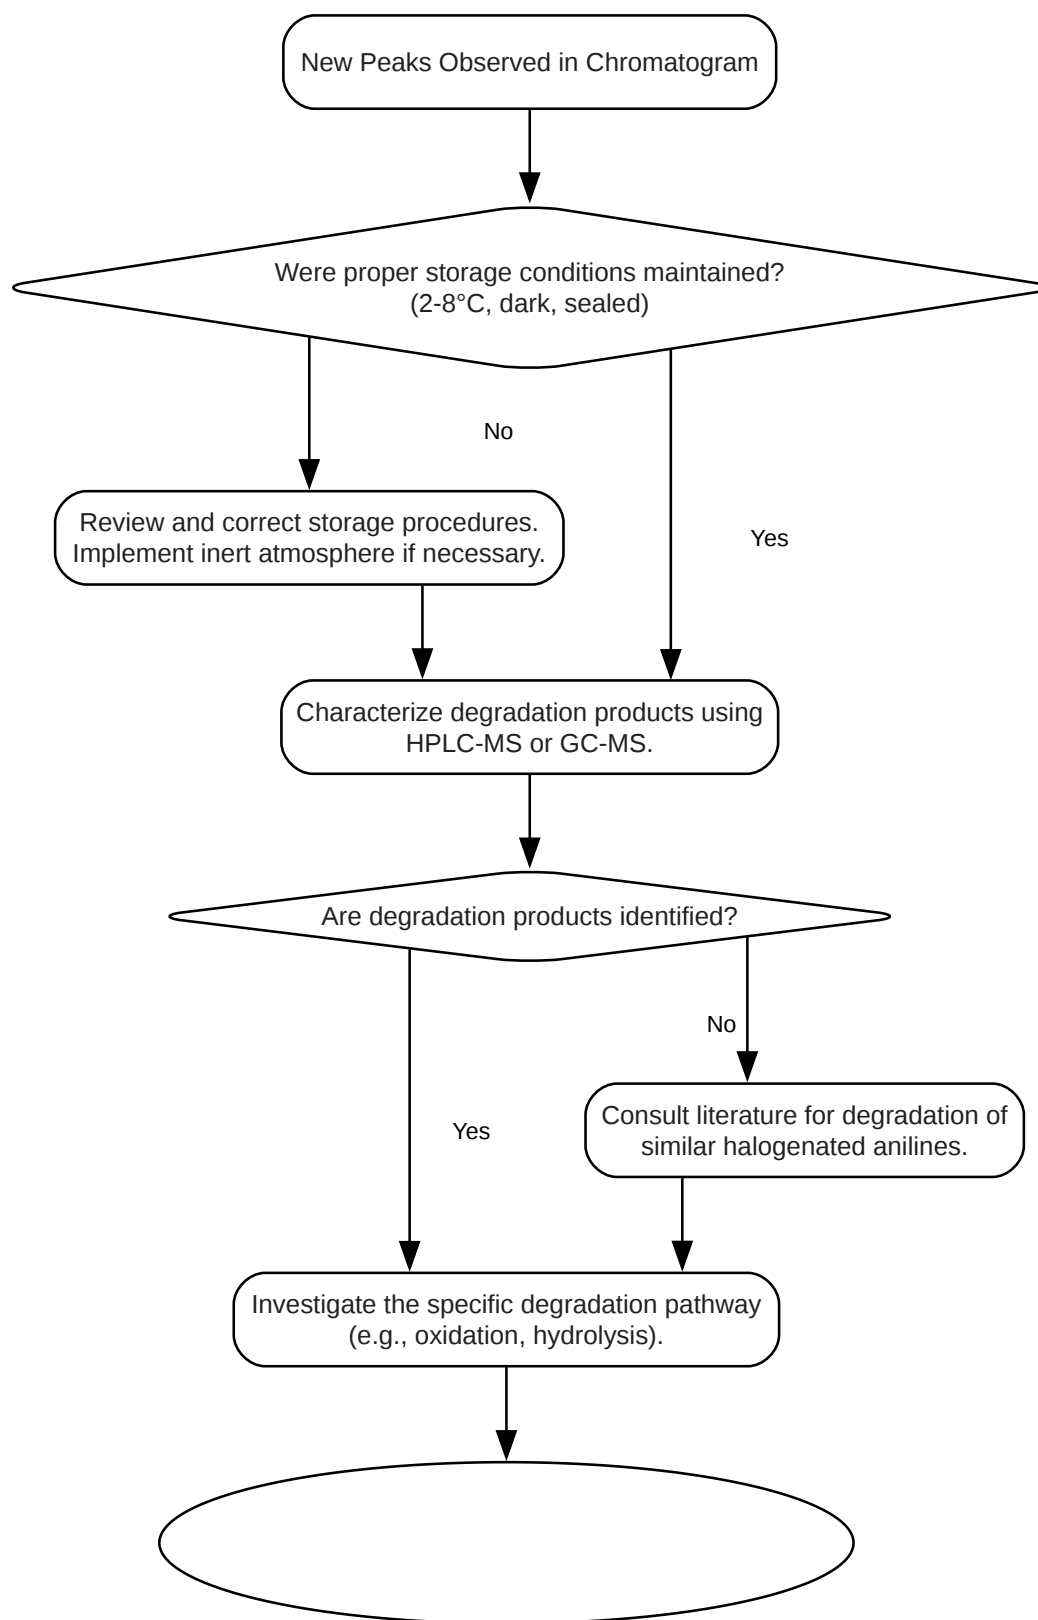 New Peaks Observed in Chromatogram
Were proper storage conditions maintained?
(2-8°C, dark, sealed)
No
Review and correct storage procedures.
Implement inert atmosphere if necessary.
Yes
Characterize degradation products using
HPLC-MS or GC-MS.
Are degradation products identified?
No
Consult literature for degradation of
similar halogenated anilines.
Yes
Investigate the specific degradation pathway
(e.g., oxidation, hydrolysis).